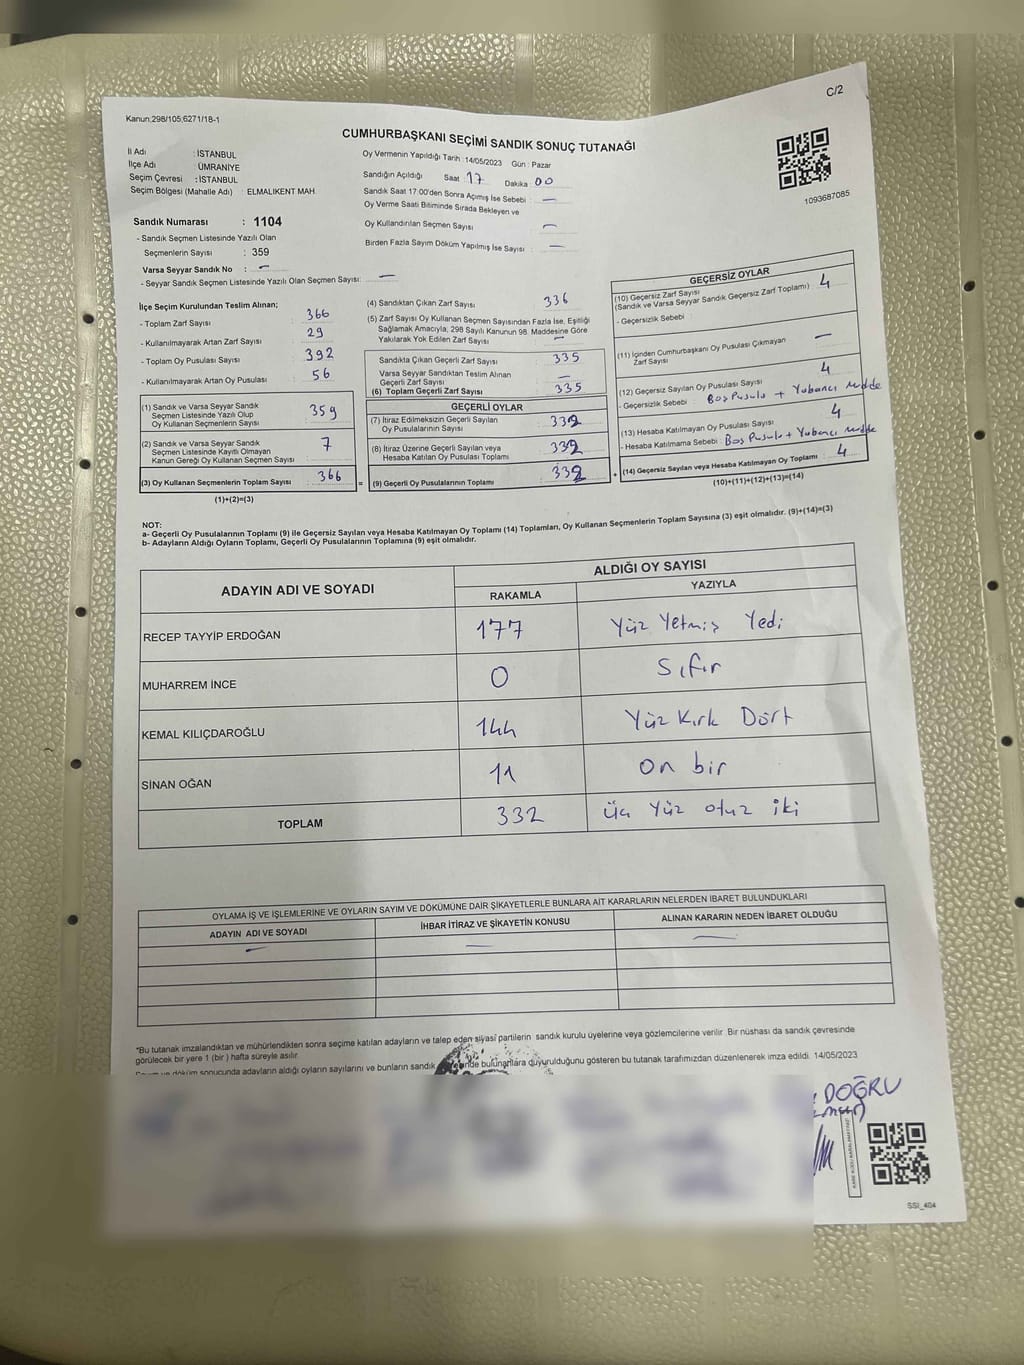 C/2
Kanun:298/105;6271/18-1
CUMHURBAŞKANI SEÇİMİ SANDIK SONUÇ TUTANAĞI
İl Adı : İSTANBUL
İlçe Adı : ÜMRANİYE
Seçim Çevresi : İSTANBUL
Seçim Bölgesi (Mahalle Adı) : ELMALIKENT MAH.
Oy Vermenin Yapıldığı Tarih : 14/05/2023 Gün : Pazar
Sandığın Açıldığı Saat 17 Dakika 00
Sandık Saat 17:00'den Sonra Açılmış İse Sebebi : —
Oy Verme Saati Bitiminde Sırada Bekleyen ve
Oy Kullandırılan Seçmen Sayısı : —
Birden Fazla Sayım Döküm Yapılmış İse Sayısı : —
1093687085
Sandık Numarası : 1104
- Sandık Seçmen Listesinde Yazılı Olan
Seçmenlerin Sayısı : 359
Varsa Seyyar Sandık No : —
- Seyyar Sandık Seçmen Listesinde Yazılı Olan Seçmen Sayısı: —
İlçe Seçim Kurulundan Teslim Alınan;
- Toplam Zarf Sayısı 366
- Kullanılmayarak Artan Zarf Sayısı 29
- Toplam Oy Pusulası Sayısı 392
- Kullanılmayarak Artan Oy Pusulası 56
(1) Sandık ve Varsa Seyyar Sandık
Seçmen Listesinde Yazılı Olup
Oy Kullanan Seçmenlerin Sayısı 359
(2) Sandık ve Varsa Seyyar Sandık
Seçmen Listesinde Kayıtlı Olmayan
Kanun Gereği Oy Kullanan Seçmen Sayısı 7
(3) Oy Kullanan Seçmenlerin Toplam Sayısı 366
(1)+(2)=(3)
(4) Sandıktan Çıkan Zarf Sayısı 336
(5) Zarf Sayısı Oy Kullanan Seçmen Sayısından Fazla İse, Eşitliği
Sağlamak Amacıyla; 298 Sayılı Kanunun 98. Maddesine Göre
Yakılarak Yok Edilen Zarf Sayısı : —
Sandıkta Çıkan Geçerli Zarf Sayısı 335
Varsa Seyyar Sandıktan Teslim Alınan
Geçerli Zarf Sayısı —
(6) Toplam Geçerli Zarf Sayısı 335
GEÇERLİ OYLAR
(7) İtiraz Edilmeksizin Geçerli Sayılan
Oy Pusulalarının Sayısı 332
(8) İtiraz Üzerine Geçerli Sayılan veya
Hesaba Katılan Oy Pusulası Toplamı 332
(9) Geçerli Oy Pusulalarının Toplamı 332
=
+
GEÇERSİZ OYLAR
(10) Geçersiz Zarf Sayısı
(Sandık ve Varsa Seyyar Sandık Geçersiz Zarf Toplamı) 4
- Geçersizlik Sebebi :
(11) İçinden Cumhurbaşkanı Oy Pusulası Çıkmayan
Zarf Sayısı —
(12) Geçersiz Sayılan Oy Pusulası Sayısı 4
- Geçersizlik Sebebi : Boş Pusula + Yabancı madde
(13) Hesaba Katılmayan Oy Pusulası Sayısı 4
- Hesaba Katılmama Sebebi : Boş Pusula + Yabancı madde
(14) Geçersiz Sayılan veya Hesaba Katılmayan Oy Toplamı 4
(10)+(11)+(12)+(13)=(14)
NOT:
a- Geçerli Oy Pusulalarının Toplamı (9) ile Geçersiz Sayılan veya Hesaba Katılmayan Oy Toplamı (14) Toplamları, Oy Kullanan Seçmenlerin Toplam Sayısına (3) eşit olmalıdır. (9)+(14)=(3)
b- Adayların Aldığı Oyların Toplamı, Geçerli Oy Pusulalarının Toplamına (9) eşit olmalıdır.
ADAYIN ADI VE SOYADI
ALDIĞI OY SAYISI
RAKAMLA YAZIYLA
RECEP TAYYİP ERDOĞAN 177 Yüz Yetmiş Yedi
MUHARREM İNCE 0 Sıfır
KEMAL KILIÇDAROĞLU 144 Yüz Kırk Dört
SİNAN OĞAN 11 on bir
TOPLAM 332 üç Yüz otuz iki
OYLAMA İŞ VE İŞLEMLERİNE VE OYLARIN SAYIM VE DÖKÜMÜNE DAİR ŞİKAYETLERLE BUNLARA AİT KARARLARIN NELERDEN İBARET BULUNDUKLARI
ADAYIN ADI VE SOYADI İHBAR İTİRAZ VE ŞİKAYETİN KONUSU ALINAN KARARIN NEDEN İBARET OLDUĞU
— — —
*Bu tutanak imzalandıktan ve mühürlendikten sonra seçime katılan adayların ve talep eden siyasi partilerin sandık kurulu üyelerine veya gözlemcilerine verilir. Bir nüshası da sandık çevresinde
görülecek bir yere 1 (bir ) hafta süreyle asılır.
döküm sonucunda adayların aldığı oyların sayılarını ve bunların sandık bulunanlara duyurulduğunu gösteren bu tutanak tarafımızdan düzenlenerek imza edildi. 14/05/2023
DOĞRU
SSI_404